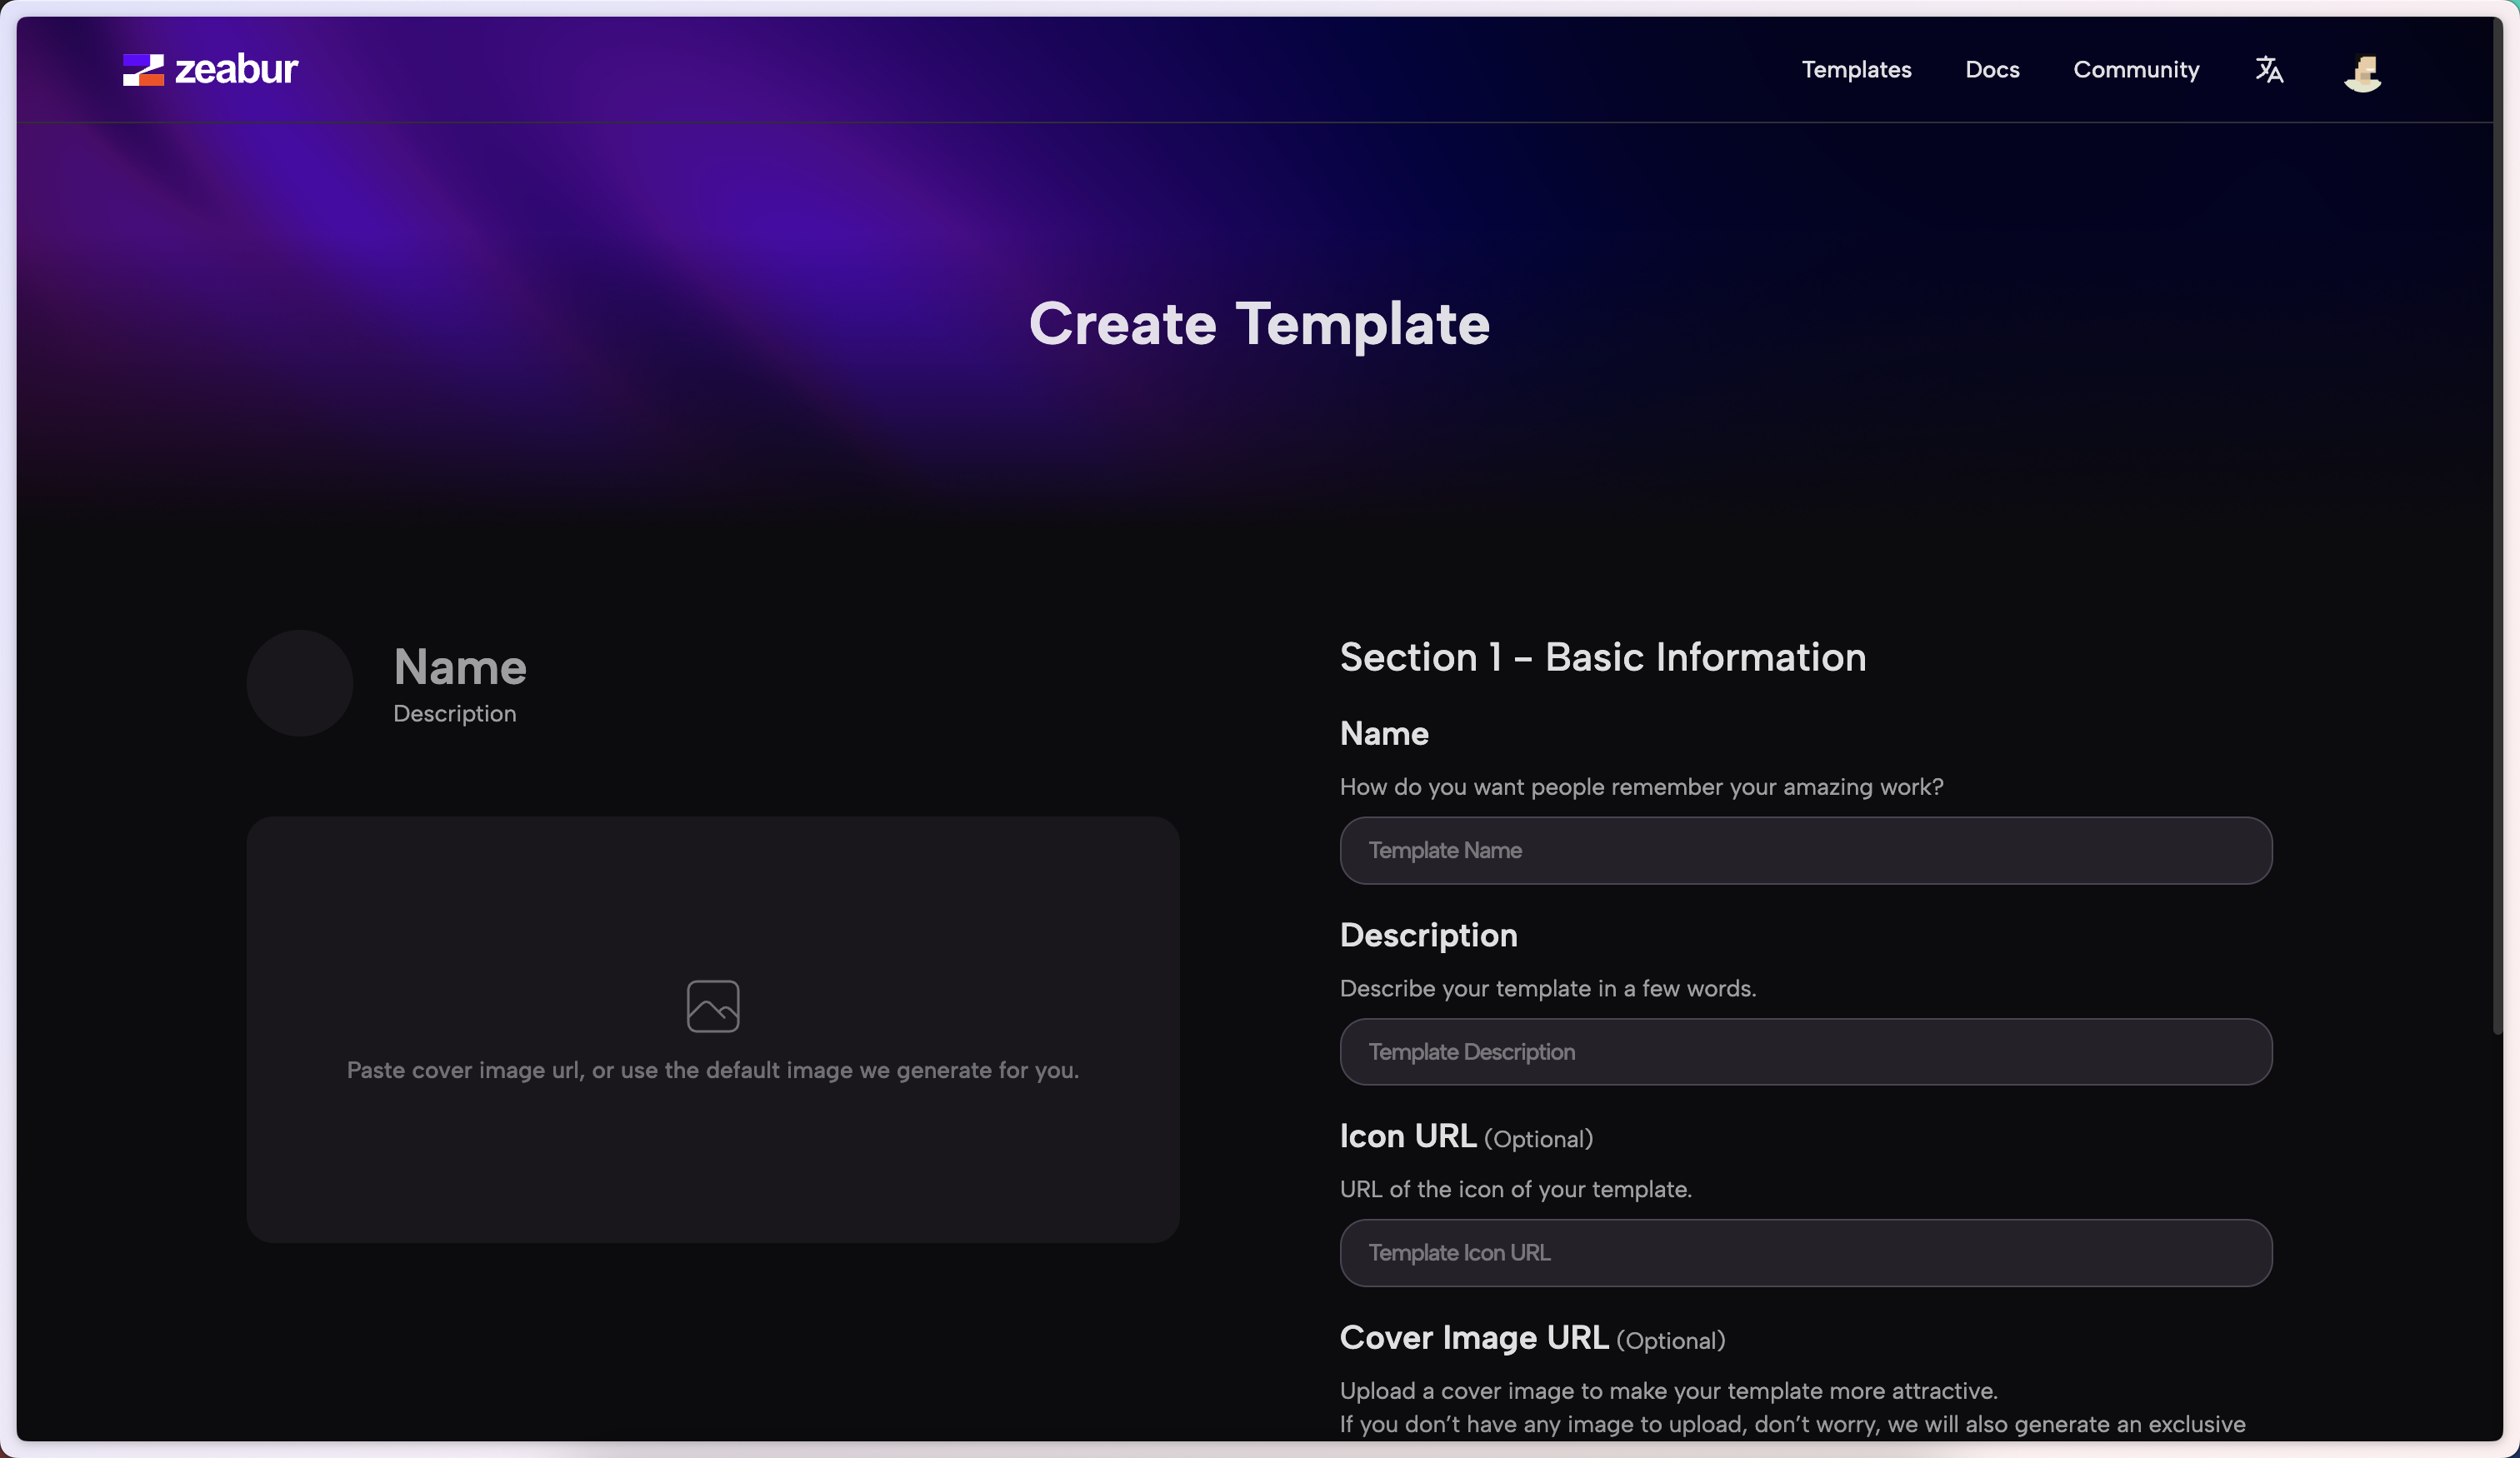 zeabur
Templates
Docs
Community
Create Template
Name
Description
Paste cover image url, or use the default image we generate for you.
Section 1 – Basic Information
Name
How do you want people remember your amazing work?
Template Name
Description
Describe your template in a few words.
Template Description
Icon URL (Optional)
URL of the icon of your template.
Template Icon URL
Cover Image URL (Optional)
Upload a cover image to make your template more attractive.
If you don’t have any image to upload, don’t worry, we will also generate an exclusive